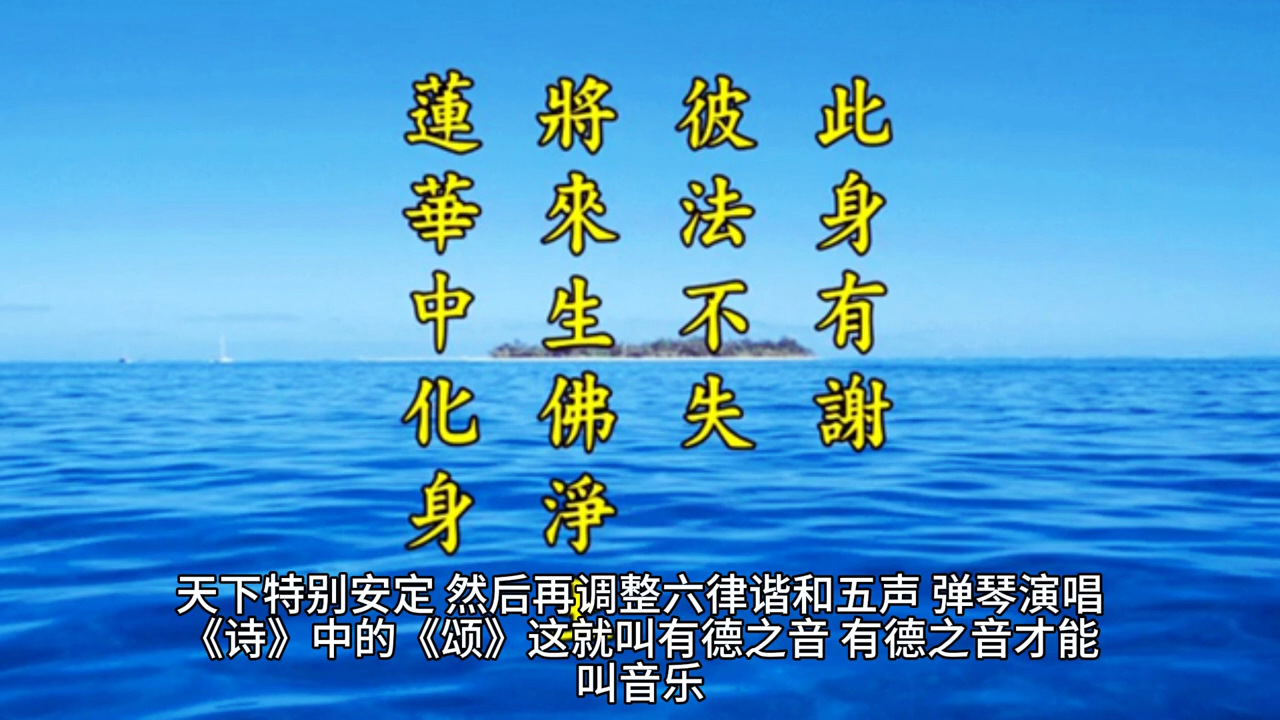 此身有謝
彼法不失
將來生佛淨
蓮華中化身
天下特别安定 然后再调整六律谐和五声 弹琴演唱
《诗》中的《颂》这就叫有德之音 有德之音才能
叫音乐